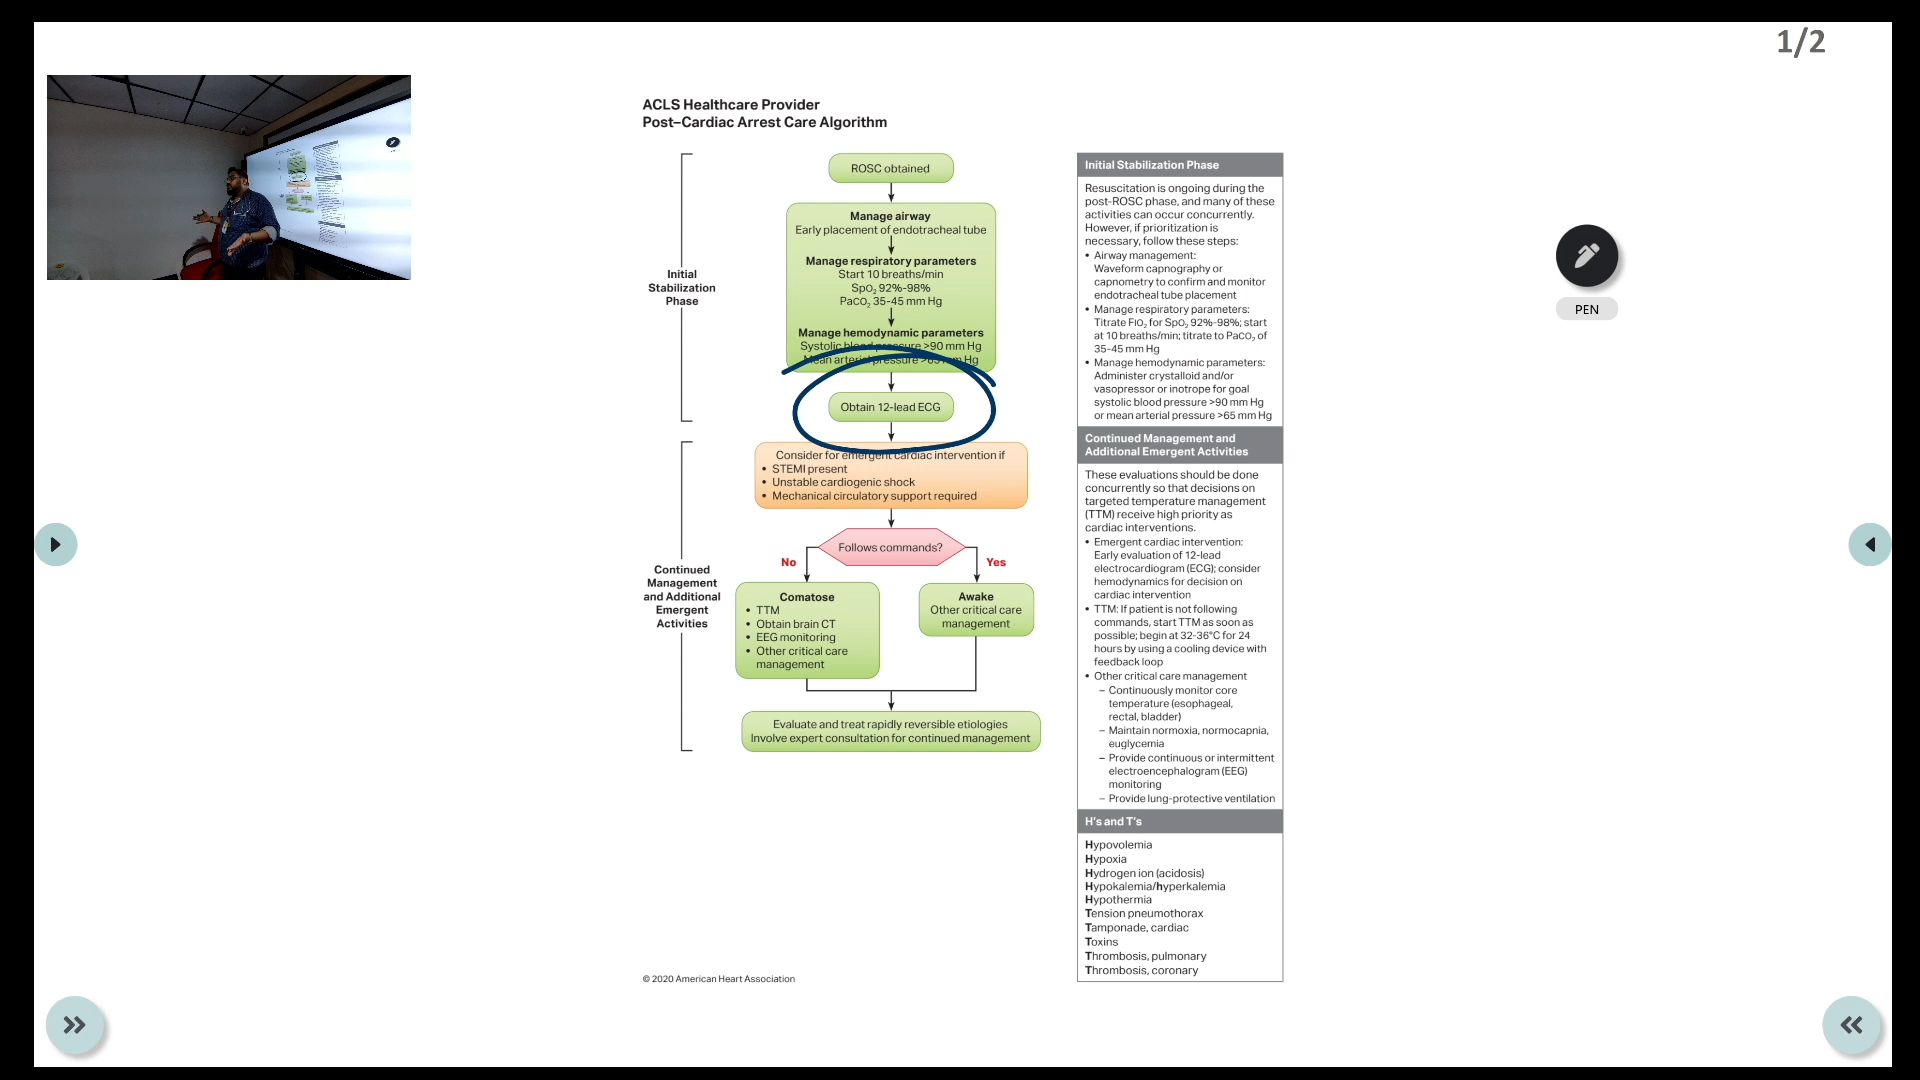 1/2
ACLS Healthcare Provider
Post–Cardiac Arrest Care Algorithm
Initial
Stabilization
Phase
ROSC obtained
Manage airway
Early placement of endotracheal tube
Manage respiratory parameters
Start 10 breaths/min
SpO₂ 92%-98%
PaCO₂ 35-45 mm Hg
Manage hemodynamic parameters
Systolic blood pressure >90 mm Hg
Mean arterial pressure >65 mm Hg
Obtain 12-lead ECG
Continued
Management
and Additional
Emergent
Activities
Consider for emergent cardiac intervention if
• STEMI present
• Unstable cardiogenic shock
• Mechanical circulatory support required
Follows commands?
No
Yes
Comatose
• TTM
• Obtain brain CT
• EEG monitoring
• Other critical care
management
Awake
Other critical care
management
Evaluate and treat rapidly reversible etiologies
Involve expert consultation for continued management
© 2020 American Heart Association
Initial Stabilization Phase
Resuscitation is ongoing during the
post-ROSC phase, and many of these
activities can occur concurrently.
However, if prioritization is
necessary, follow these steps:
• Airway management:
Waveform capnography or
capnometry to confirm and monitor
endotracheal tube placement
• Manage respiratory parameters:
Titrate FIO₂ for SpO₂ 92%-98%; start
at 10 breaths/min; titrate to PaCO₂ of
35-45 mm Hg
• Manage hemodynamic parameters:
Administer crystalloid and/or
vasopressor or inotrope for goal
systolic blood pressure >90 mm Hg
or mean arterial pressure >65 mm Hg
Continued Management and
Additional Emergent Activities
These evaluations should be done
concurrently so that decisions on
targeted temperature management
(TTM) receive high priority as
cardiac interventions.
• Emergent cardiac intervention:
Early evaluation of 12-lead
electrocardiogram (ECG); consider
hemodynamics for decision on
cardiac intervention
• TTM: If patient is not following
commands, start TTM as soon as
possible; begin at 32-36°C for 24
hours by using a cooling device with
feedback loop
• Other critical care management
– Continuously monitor core
temperature (esophageal,
rectal, bladder)
– Maintain normoxia, normocapnia,
euglycemia
– Provide continuous or intermittent
electroencephalogram (EEG)
monitoring
– Provide lung-protective ventilation
H's and T's
Hypovolemia
Hypoxia
Hydrogen ion (acidosis)
Hypokalemia/hyperkalemia
Hypothermia
Tension pneumothorax
Tamponade, cardiac
Toxins
Thrombosis, pulmonary
Thrombosis, coronary
PEN